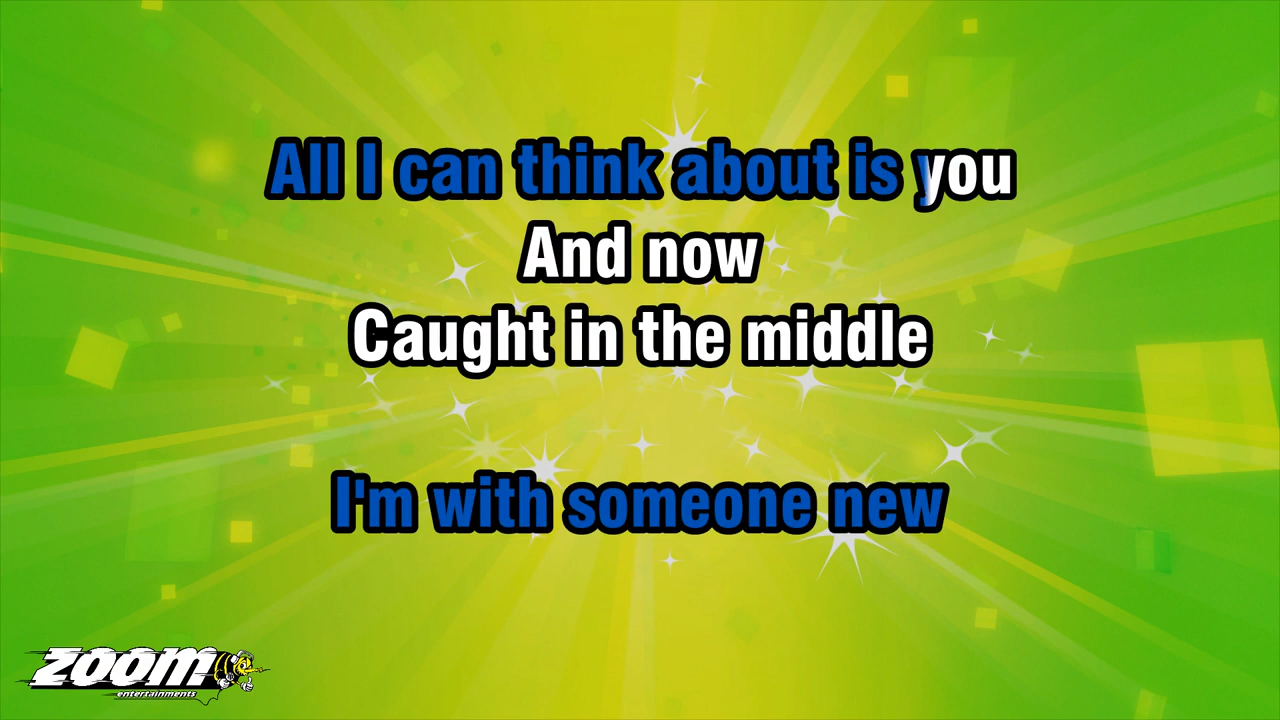 All I can think about is you
And now
Caught in the middle
I'm with someone new
ZOOM
entertainments